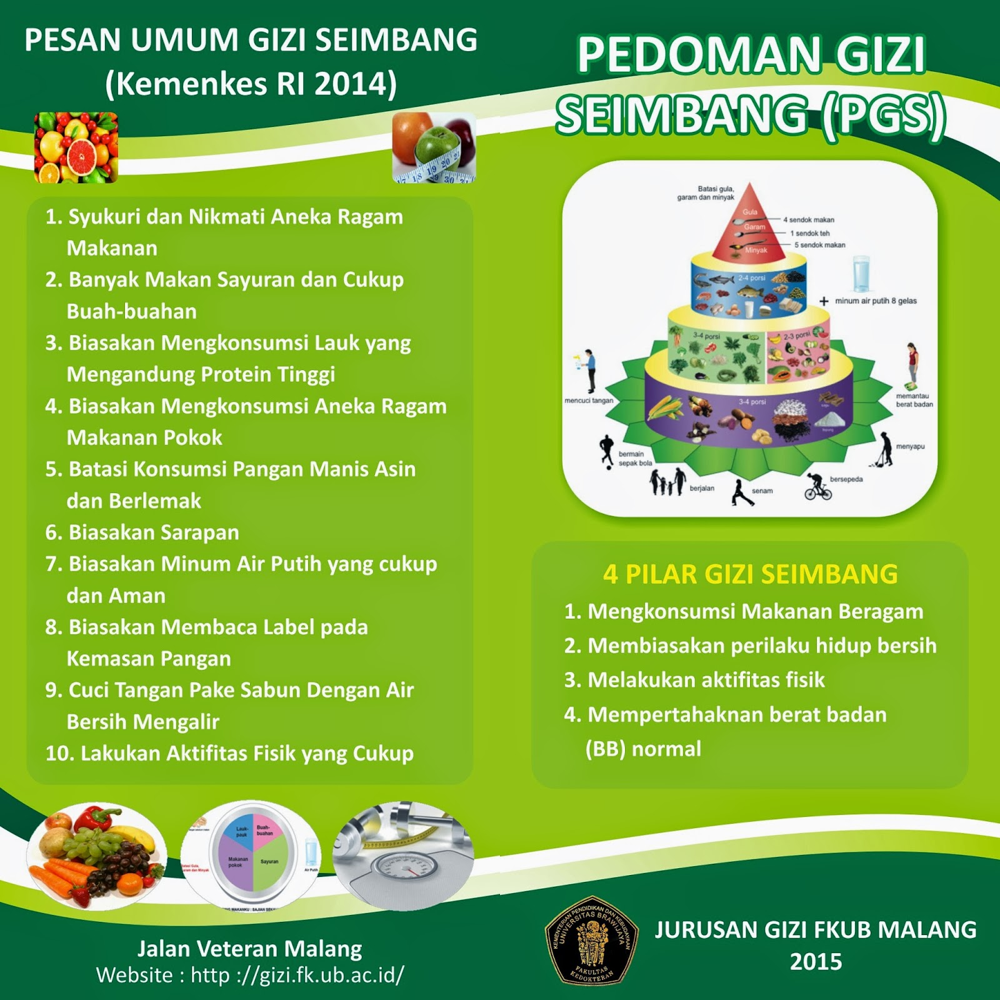 PESAN UMUM GIZI SEIMBANG
(Kemenkes RI 2014)
1. Syukuri dan Nikmati Aneka Ragam
Makanan
2. Banyak Makan Sayuran dan Cukup
Buah-buahan
3. Biasakan Mengkonsumsi Lauk yang
Mengandung Protein Tinggi
4. Biasakan Mengkonsumsi Aneka Ragam
Makanan Pokok
5. Batasi Konsumsi Pangan Manis Asin
dan Berlemak
6. Biasakan Sarapan
7. Biasakan Minum Air Putih yang cukup
dan Aman
8. Biasakan Membaca Label pada
Kemasan Pangan
9. Cuci Tangan Pake Sabun Dengan Air
Bersih Mengalir
10. Lakukan Aktifitas Fisik yang Cukup
Lauk-
pauk
Buah-
buahan
Makanan
pokok
Sayuran
Batasi Gula,
Garam dan Minyak
Air Putih
Jalan Veteran Malang
Website : http ://gizi.fk.ub.ac.id/
PEDOMAN GIZI
SEIMBANG (PGS)
Batasi gula,
garam dan minyak
Gula
4 sendok makan
Garam
1 sendok teh
5 sendok makan
Minyak
2-4 porsi
+ minum air putih 8 gelas
3-4 porsi
2-3 porsi
mencuci tangan
3-4 porsi
sagu
tepung
memantau
berat badan
bermain
sepak bola
menyapu
berjalan
senam
bersepeda
4 PILAR GIZI SEIMBANG
1. Mengkonsumsi Makanan Beragam
2. Membiasakan perilaku hidup bersih
3. Melakukan aktifitas fisik
4. Mempertahaknan berat badan
(BB) normal
KEMENTERIAN PENDIDIKAN DAN KEBUDAYAAN
UNIVERSITAS BRAWIJAYA
FAKULTAS
KEDOKTERAN
JURUSAN GIZI FKUB MALANG
2015